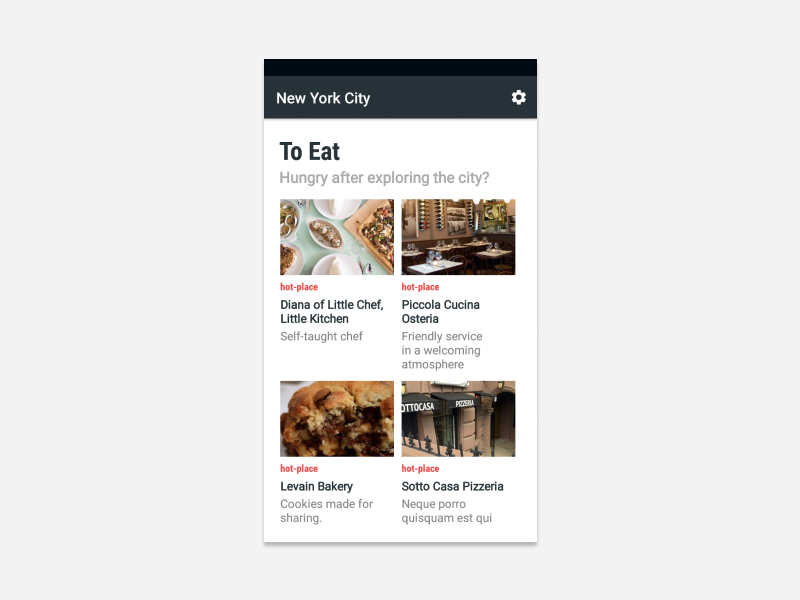 New York City
To Eat
Hungry after exploring the city?
hot-place
Diana of Little Chef,
Little Kitchen
Self-taught chef
hot-place
Piccola Cucina
Osteria
Friendly service
in a welcoming
atmosphere
OTTOCASA
PIZZERIA
hot-place
Levain Bakery
Cookies made for
sharing.
hot-place
Sotto Casa Pizzeria
Neque porro
quisquam est qui